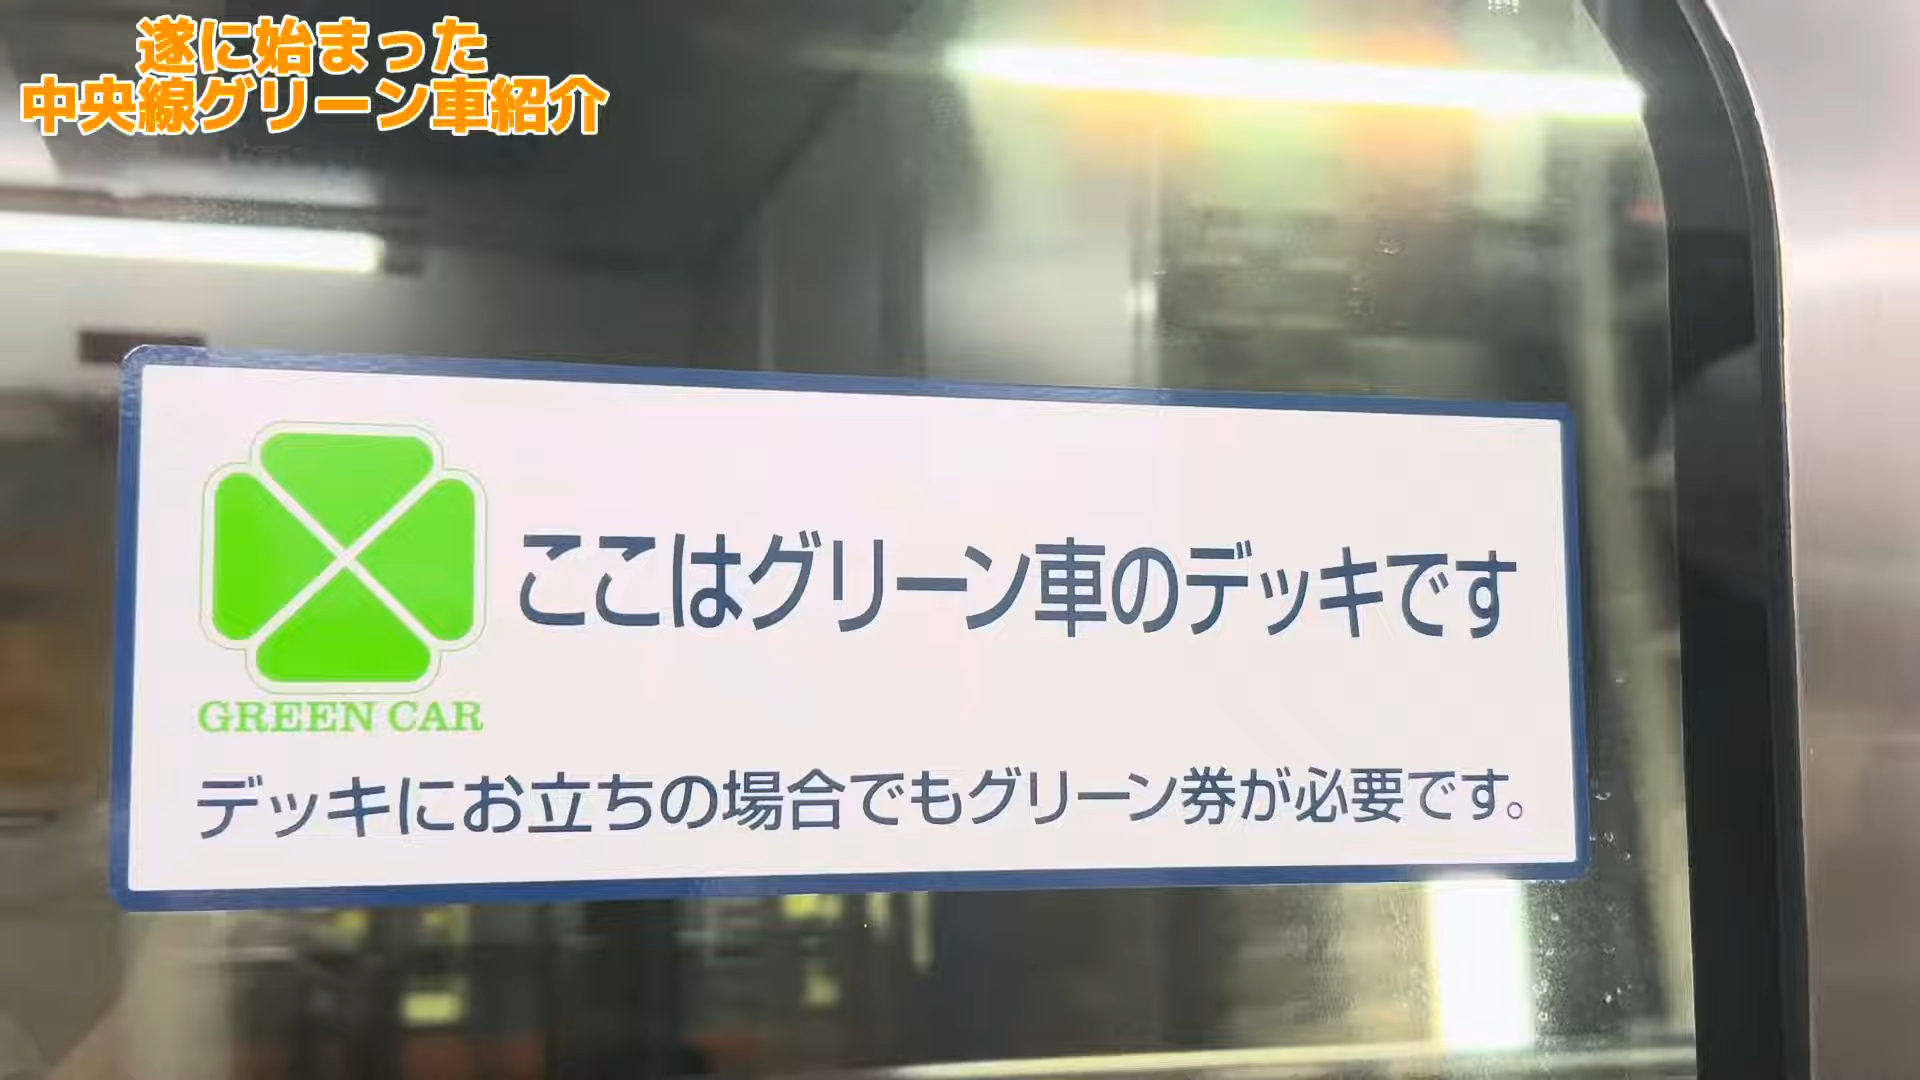 遂に始まった
中央線グリーン車紹介
ここはグリーン車のデッキです
GREEN CAR
デッキにお立ちの場合でもグリーン券が必要です。